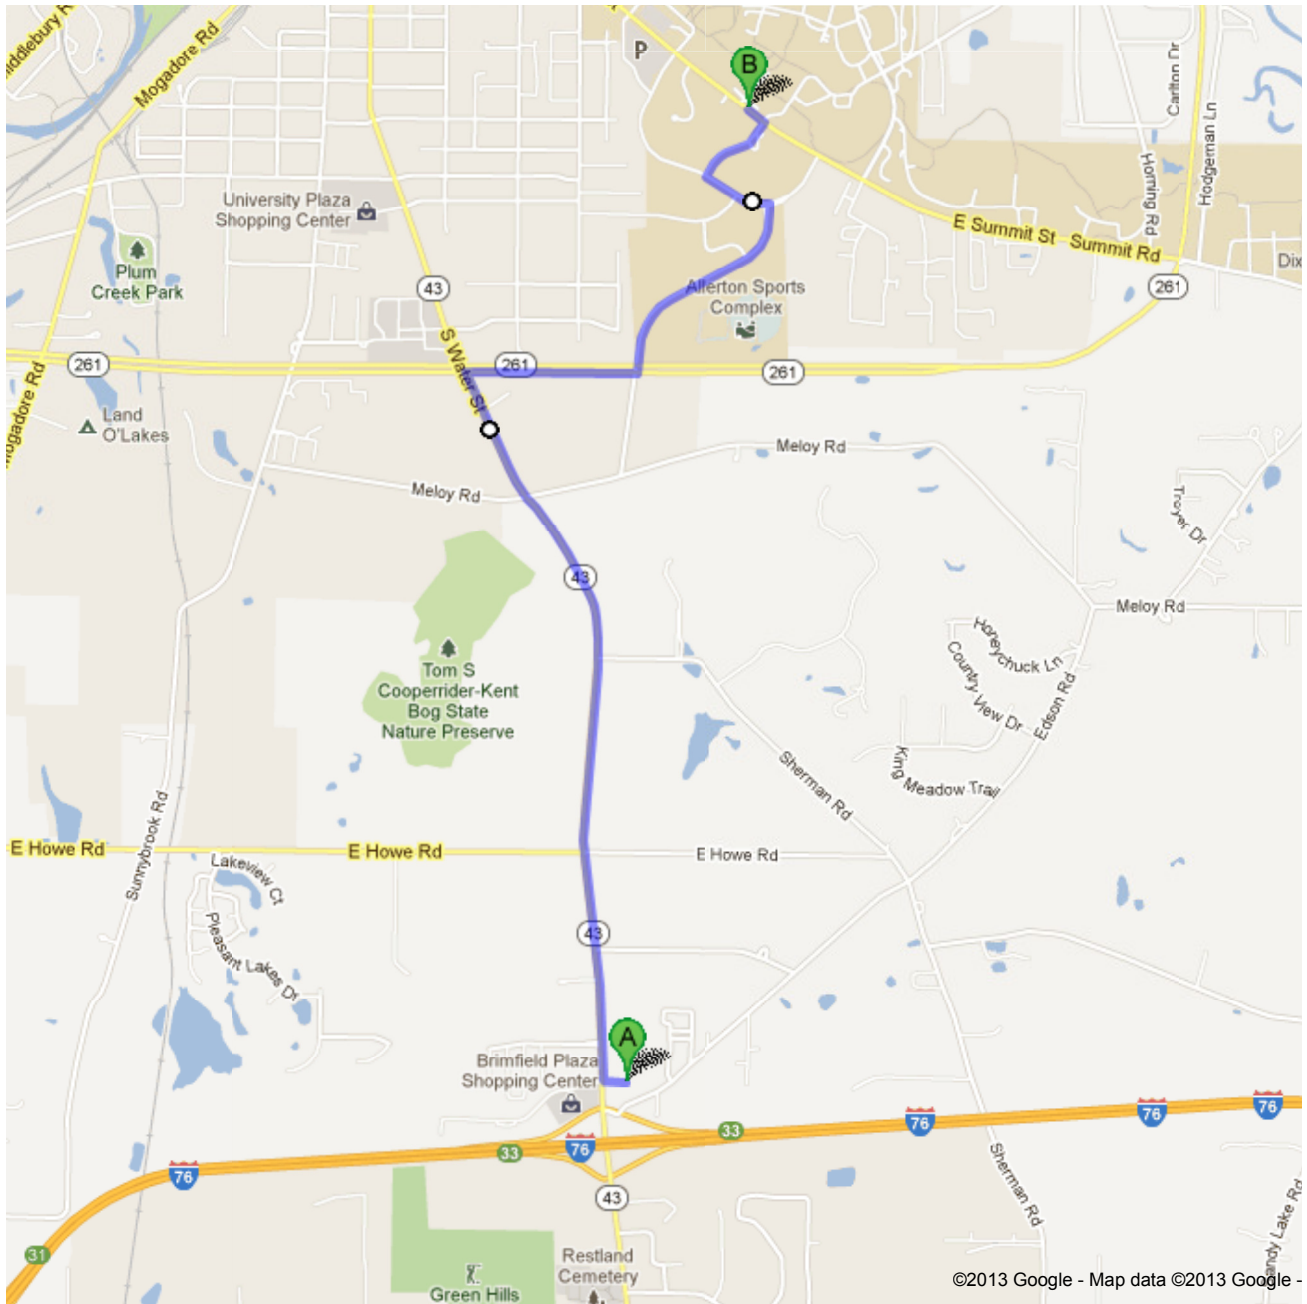 Middlebury R
Mogadore Rd
P
B
Carlton Dr
Horning Rd
Hodgeman Ln
University Plaza
Shopping Center
Plum
Creek Park
E Summit St
Summit Rd
Dix
43
261
Allerton Sports
Complex
S Water St
261
261
261
Mogadore Rd
Land
O'Lakes
Meloy Rd
Meloy Rd
Troyer Dr
43
Meloy Rd
Honeychuck Ln
Country View Dr
Edson Rd
Tom S
Cooperrider-Kent
Bog State
Nature Preserve
King Meadow Trail
Sherman Rd
Sunnybrook Rd
E Howe Rd
E Howe Rd
E Howe Rd
Lakeview Ct
Pleasant Lakes Dr
43
A
Brimfield Plaza
Shopping Center
76
76
76
76
76
33
33
31
43
Sherman Rd
andy Lake Rd
Restland
Cemetery
Green Hills
©2013 Google - Map data ©2013 Google -